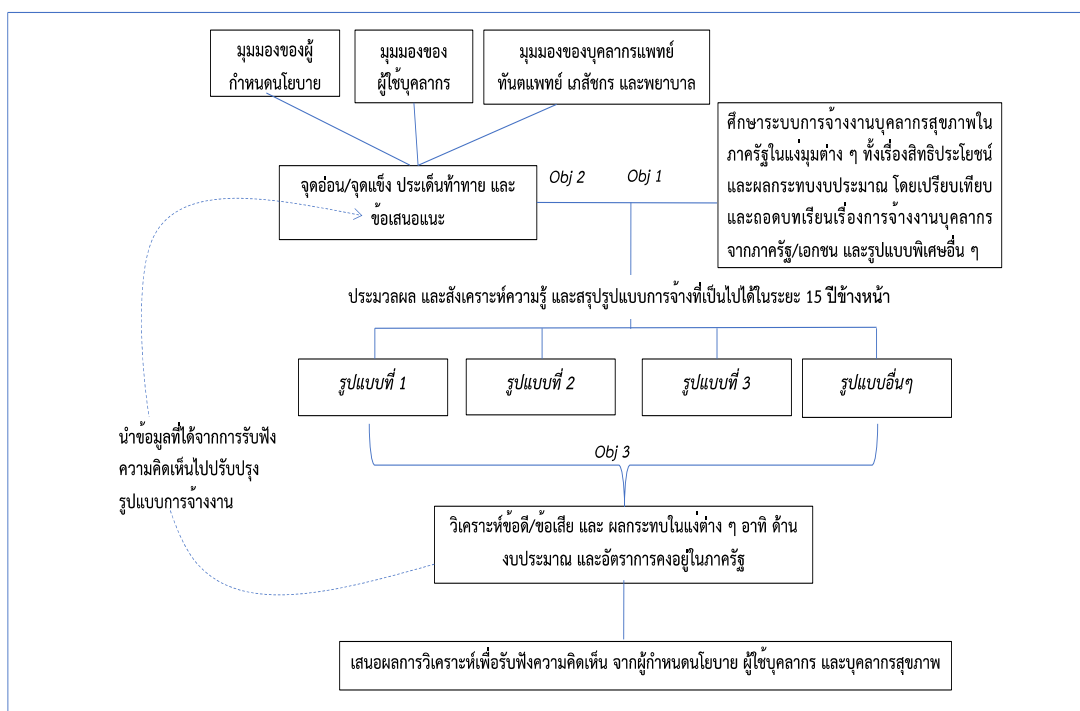 มุมมองของผู้
กำหนดนโยบาย
มุมมองของ
ผู้ใช้บุคลากร
มุมมองของบุคลากรแพทย์
ทันตแพทย์ เภสัชกร และพยาบาล
ศึกษาระบบการจ้างงานบุคลากรสุขภาพใน
ภาครัฐในแง่มุมต่าง ๆ ทั้งเรื่องสิทธิประโยชน์
และผลกระทบงบประมาณ โดยเปรียบเทียบ
และถอดบทเรียนเรื่องการจ้างงานบุคลากร
จากภาครัฐ/เอกชน และรูปแบบพิเศษอื่น ๆ
จุดอ่อน/จุดแข็ง ประเด็นท้าทาย และ
ข้อเสนอแนะ
Obj 2
Obj 1
ประมวลผล และสังเคราะห์ความรู้ และสรุปรูปแบบการจ้างที่เป็นไปได้ในระยะ 15 ปีข้างหน้า
รูปแบบที่ 1
รูปแบบที่ 2
รูปแบบที่ 3
รูปแบบอื่นๆ
นำข้อมูลที่ได้จากการรับฟัง
ความคิดเห็นไปปรับปรุง
รูปแบบการจ้างงาน
Obj 3
วิเคราะห์ข้อดี/ข้อเสีย และ ผลกระทบในแง่ต่าง ๆ อาทิ ด้าน
งบประมาณ และอัตราการคงอยู่ในภาครัฐ
เสนอผลการวิเคราะห์เพื่อรับฟังความคิดเห็น จากผู้กำหนดนโยบาย ผู้ใช้บุคลากร และบุคลากรสุขภาพ